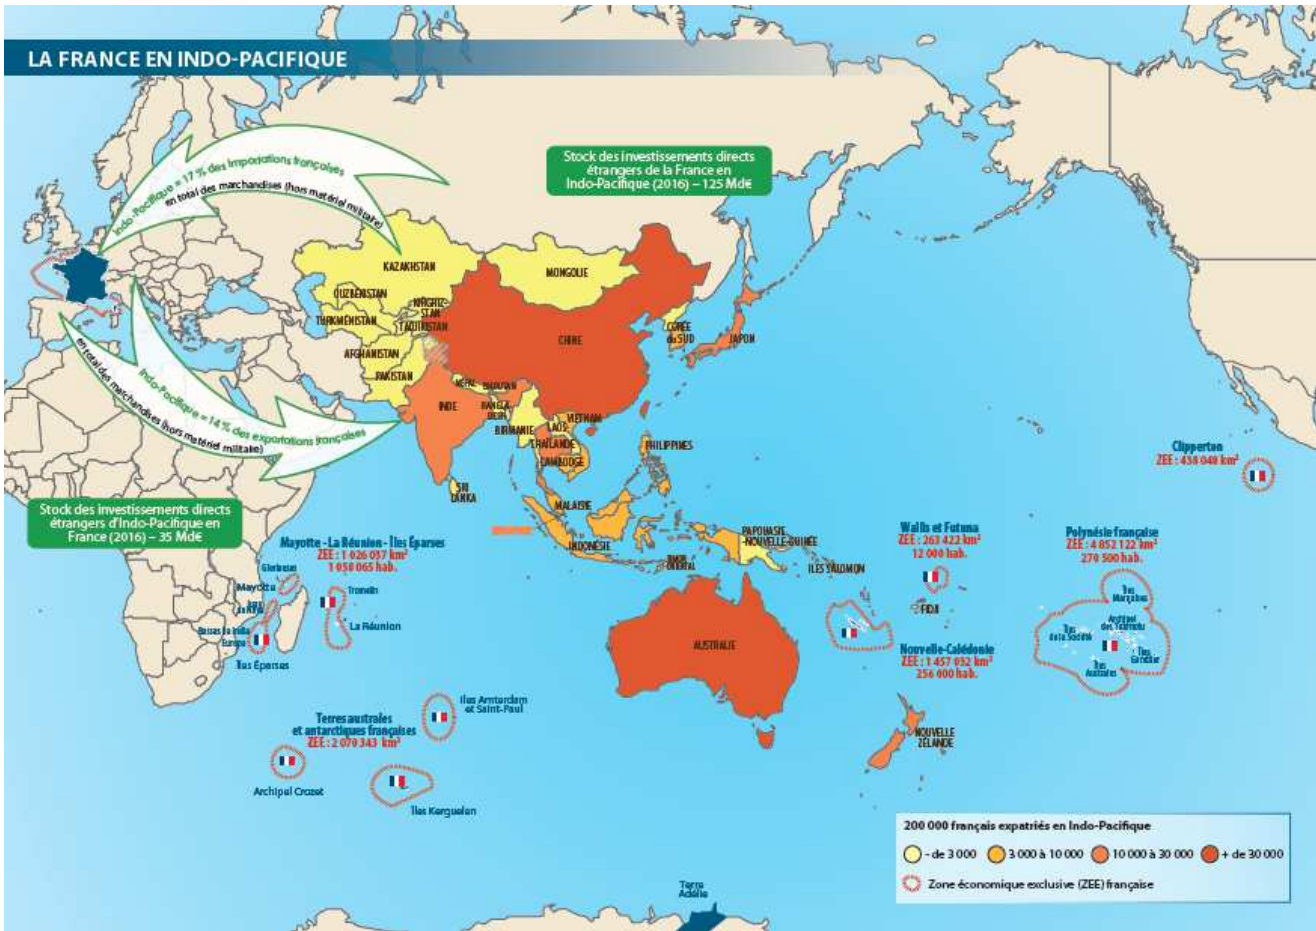 LA FRANCE EN INDO-PACIFIQUE
Indo-Pacifique = 17 % des importations françaises
en total des marchandises (hors matériel militaire)
Stock des investissements directs
étrangers de la France en
Indo-Pacifique (2016) – 125 Md€
Indo-Pacifique = 14 % des exportations françaises
en total des marchandises (hors matériel militaire)
Stock des investissements directs
étrangers d'Indo-Pacifique en
France (2016) – 35 Md€
KAZAKHSTAN
MONGOLIE
OUZBÉKISTAN
KIRGHIZ-
STAN
TURKMÉNISTAN
TADJIKISTAN
AFGHANISTAN
PAKISTAN
CHINE
CORÉE
du SUD
JAPON
NÉPAL
BHOUTAN
INDE
BANGLA-
DESH
BIRMANIE
LAOS
VIETNAM
THAÏLANDE
CAMBODGE
PHILIPPINES
SRI
LANKA
MALAISIE
INDONÉSIE
TIMOR
ORIENTAL
PAPOUASIE
-NOUVELLE-GUINÉE
ILES SALOMON
FIDJI
AUSTRALIE
NOUVELLE
ZÉLANDE
Clipperton
ZEE : 438 048 km²
Wallis et Futuna
ZEE : 263 422 km²
12 000 hab.
Polynésie française
ZEE : 4 852 122 km²
270 500 hab.
Îles
Marquises
Archipel
des Tuamotu
Îles
de la Société
Îles
Gambier
Îles
Australes
Nouvelle-Calédonie
ZEE : 1 457 032 km²
256 000 hab.
Mayotte - La Réunion - Îles Éparses
ZEE : 1 026 037 km²
1 058 065 hab.
Glorieuses
Mayotte
Tromelin
Bassas da India
Europa
La Réunion
Îles Éparses
Terres australes
et antarctiques françaises
ZEE : 2 070 343 km²
Iles Amterdam
et Saint-Paul
Archipel Crozet
Îles Kerguelen
Terre
Adélie
200 000 français expatriés en Indo-Pacifique
- de 3 000
3 000 à 10 000
10 000 à 30 000
+ de 30 000
Zone économique exclusive (ZEE) française